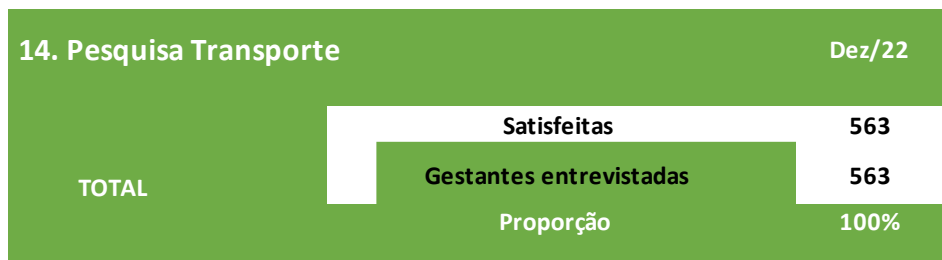 14. Pesquisa Transporte Dez/22
Satisfeitas 563
TOTAL
Gestantes entrevistadas 563
Proporção 100%